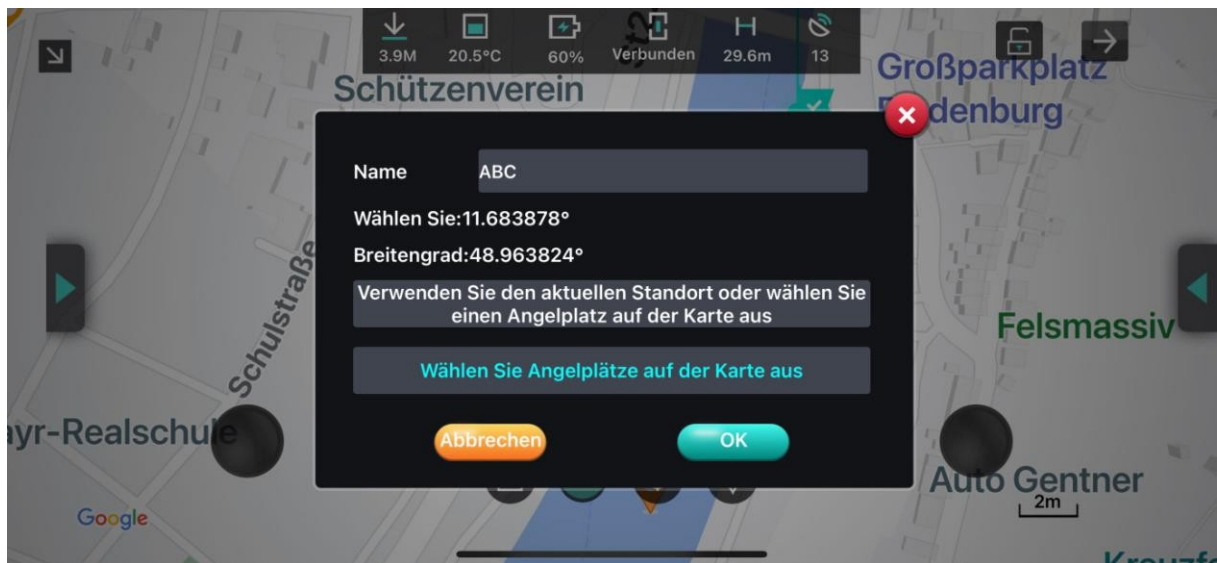 3.9M 20.5°C 60% Verbunden 29.6m 13
Schützenverein
Großparkplatz
denburg
Name ABC
Wählen Sie:11.683878°
Breitengrad:48.963824°
Verwenden Sie den aktuellen Standort oder wählen Sie
einen Angelplatz auf der Karte aus
Wählen Sie Angelplätze auf der Karte aus
Abbrechen OK
Schulstraße
Felsmassiv
ayr-Realschule
Auto Gentner
2m
Google